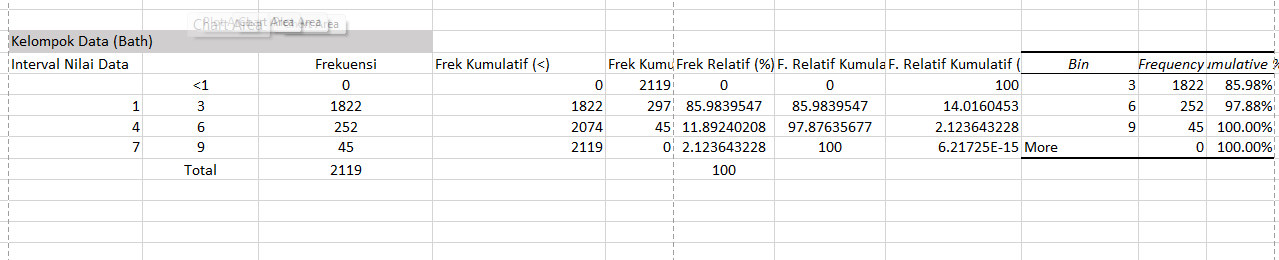 Chart Area
Kelompok Data (Bath)
Interval Nilai Data Frekuensi Frek Kumulatif (<) Frek Kumu Frek Relatif (%) F. Relatif Kumula F. Relatif Kumulatif ( Bin Frequency umulative %
<1 0 0 2119 0 0 100 3 1822 85.98%
1 3 1822 1822 297 85.9839547 85.9839547 14.0160453 6 252 97.88%
4 6 252 2074 45 11.89240208 97.87635677 2.123643228 9 45 100.00%
7 9 45 2119 0 2.123643228 100 6.21725E-15 More 0 100.00%
Total 2119 100